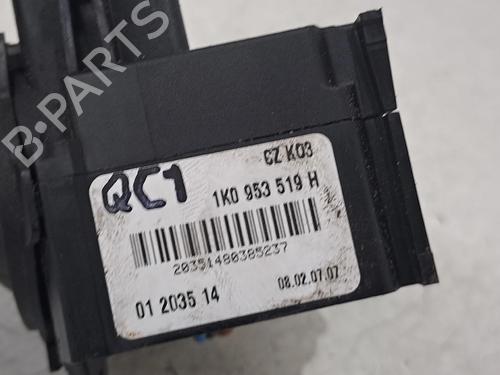 B-PARTS
CZ K03
QC1
1K0 953 519 H
20351480385237
01 2035 14
08.02.07.07